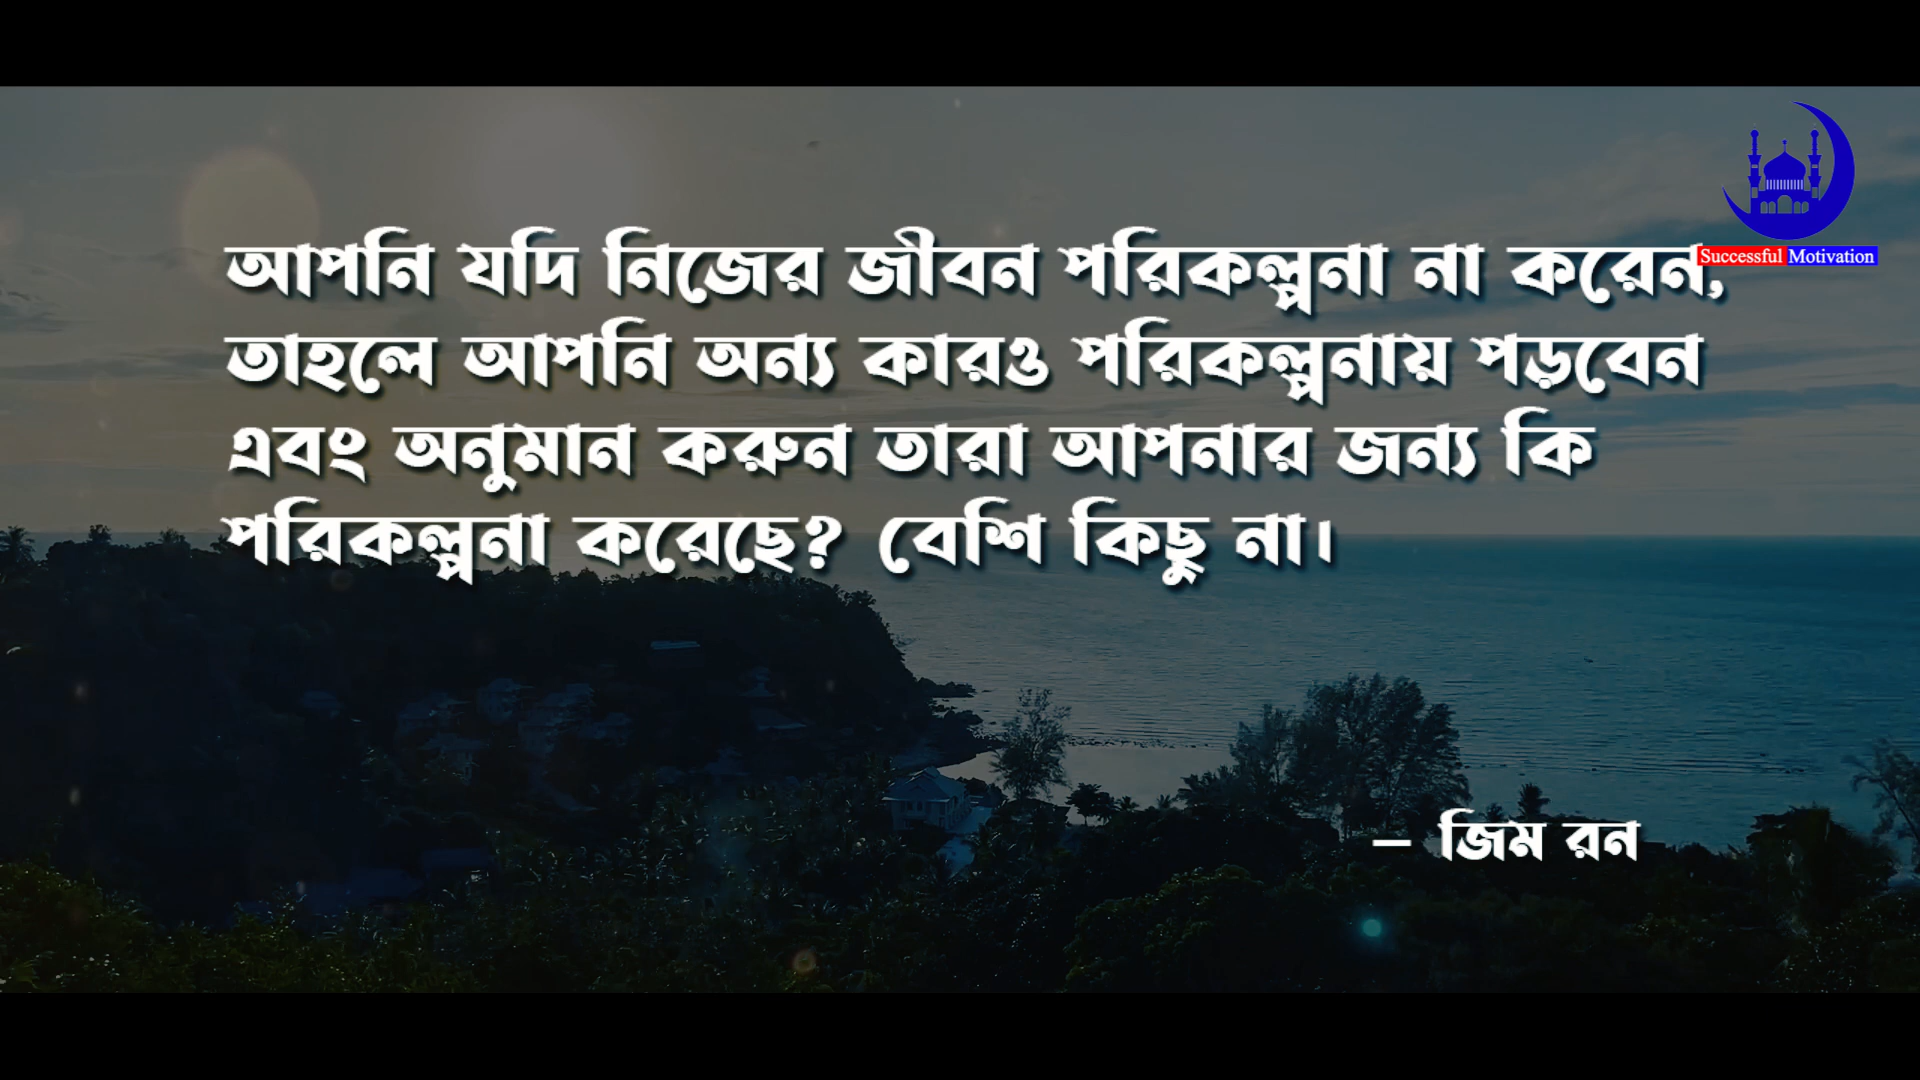 আপনি যদি নিজের জীবন পরিকল্পনা না করেন,
তাহলে আপনি অন্য কারও পরিকল্পনায় পড়বেন
এবং অনুমান করুন তারা আপনার জন্য কি
পরিকল্পনা করেছে? বেশি কিছু না।
— জিম রন
Successful Motivation